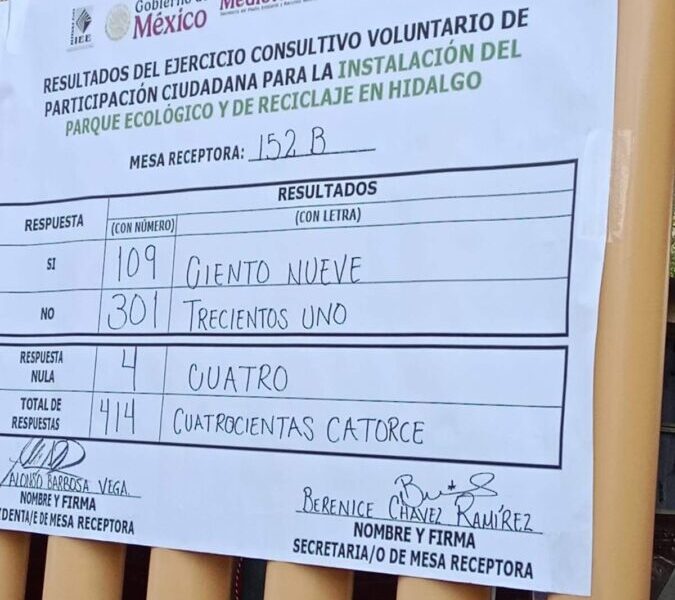 IEE
Gobierno de
México
RESULTADOS DEL EJERCICIO CONSULTIVO VOLUNTARIO DE
PARTICIPACIÓN CIUDADANA PARA LA INSTALACIÓN DEL
PARQUE ECOLÓGICO Y DE RECICLAJE EN HIDALGO
MESA RECEPTORA: 152 B
RESPUESTA
RESULTADOS
(CON NÚMERO) (CON LETRA)
SI 109 CIENTO NUEVE
NO 301 TRECIENTOS UNO
RESPUESTA
NULA 4 CUATRO
TOTAL DE
RESPUESTAS 414 CUATROCIENTAS CATORCE
ALONSO BARBOSA VEGA.
NOMBRE Y FIRMA
DENTA/E DE MESA RECEPTORA
BERENICE CHÁVEZ RAMÍREZ
NOMBRE Y FIRMA
SECRETARIA/O DE MESA RECEPTORA